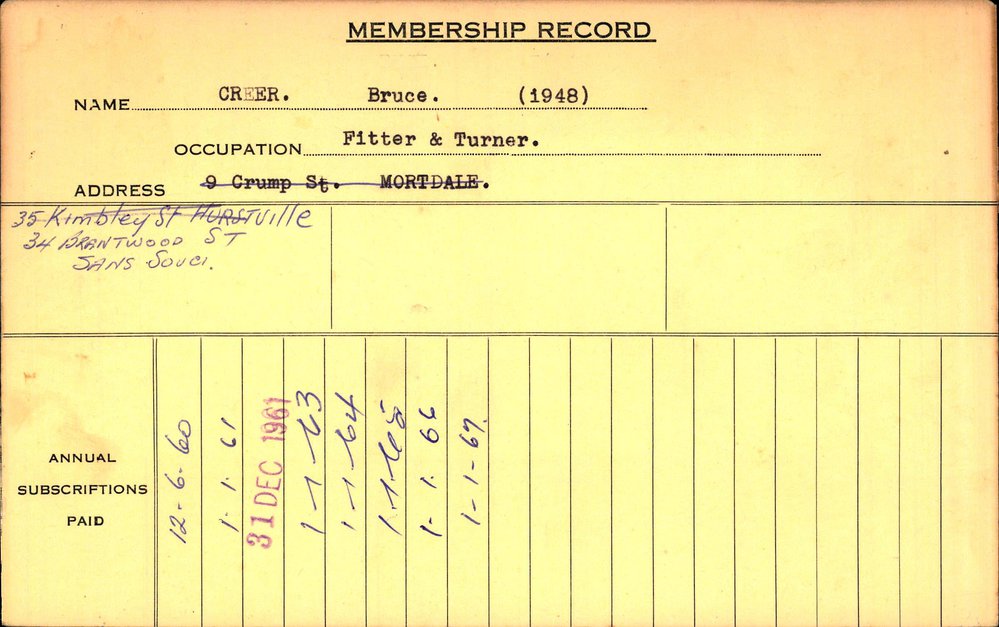 MEMBERSHIP RECORD
NAME CREER. Bruce. (1948)
OCCUPATION Fitter & Turner.
ADDRESS 9 Crump St. MORTDALE.
35 Kimbley St HURSTVille
34 BRANTWOOD ST
SANS SOUCI.
ANNUAL
SUBSCRIPTIONS
PAID
12-6-60
1-1-61
31 DEC 1961
1-1-63
1-1-64
1-1-65
1-1-66
1-1-67.